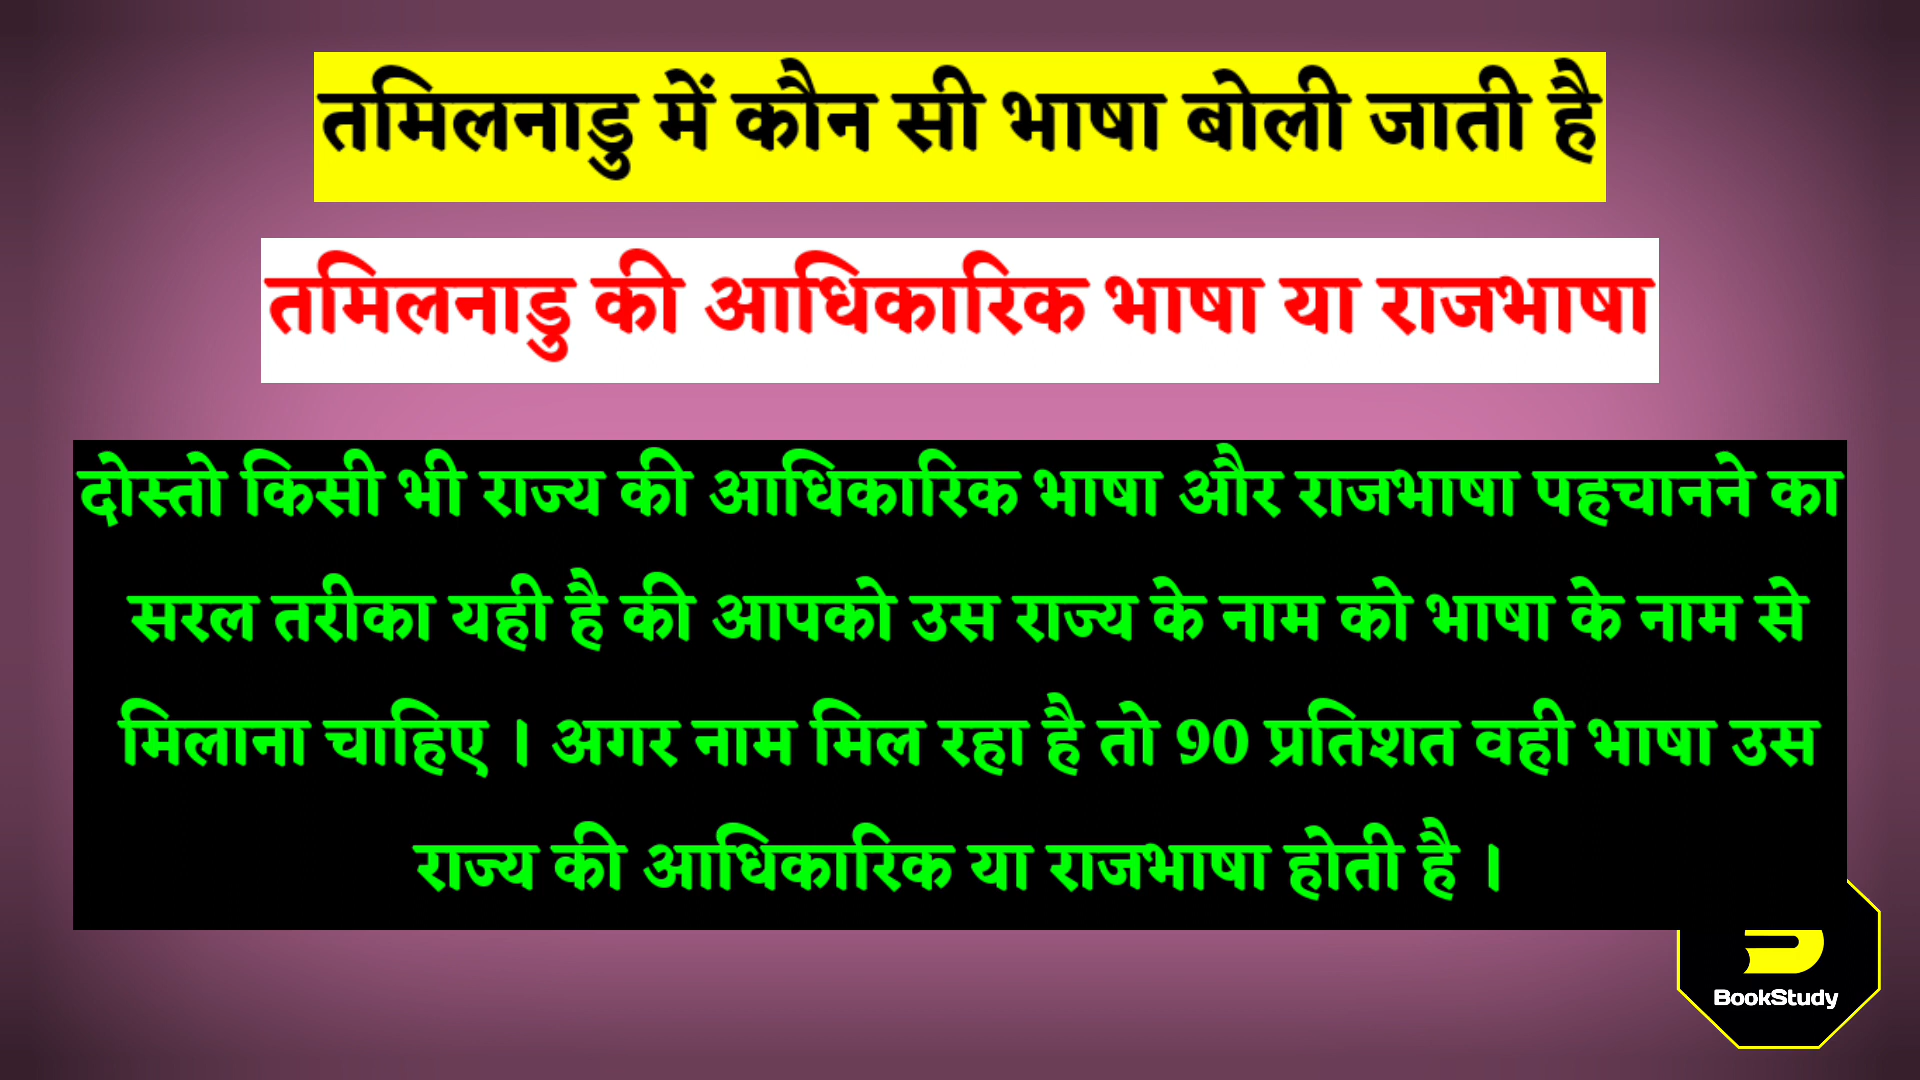 तमिलनाडु में कौन सी भाषा बोली जाती है
तमिलनाडु की आधिकारिक भाषा या राजभाषा
दोस्तो किसी भी राज्य की आधिकारिक भाषा और राजभाषा पहचानने का
सरल तरीका यही है की आपको उस राज्य के नाम को भाषा के नाम से
मिलाना चाहिए । अगर नाम मिल रहा है तो 90 प्रतिशत वही भाषा उस
राज्य की आधिकारिक या राजभाषा होती है ।
BookStudy